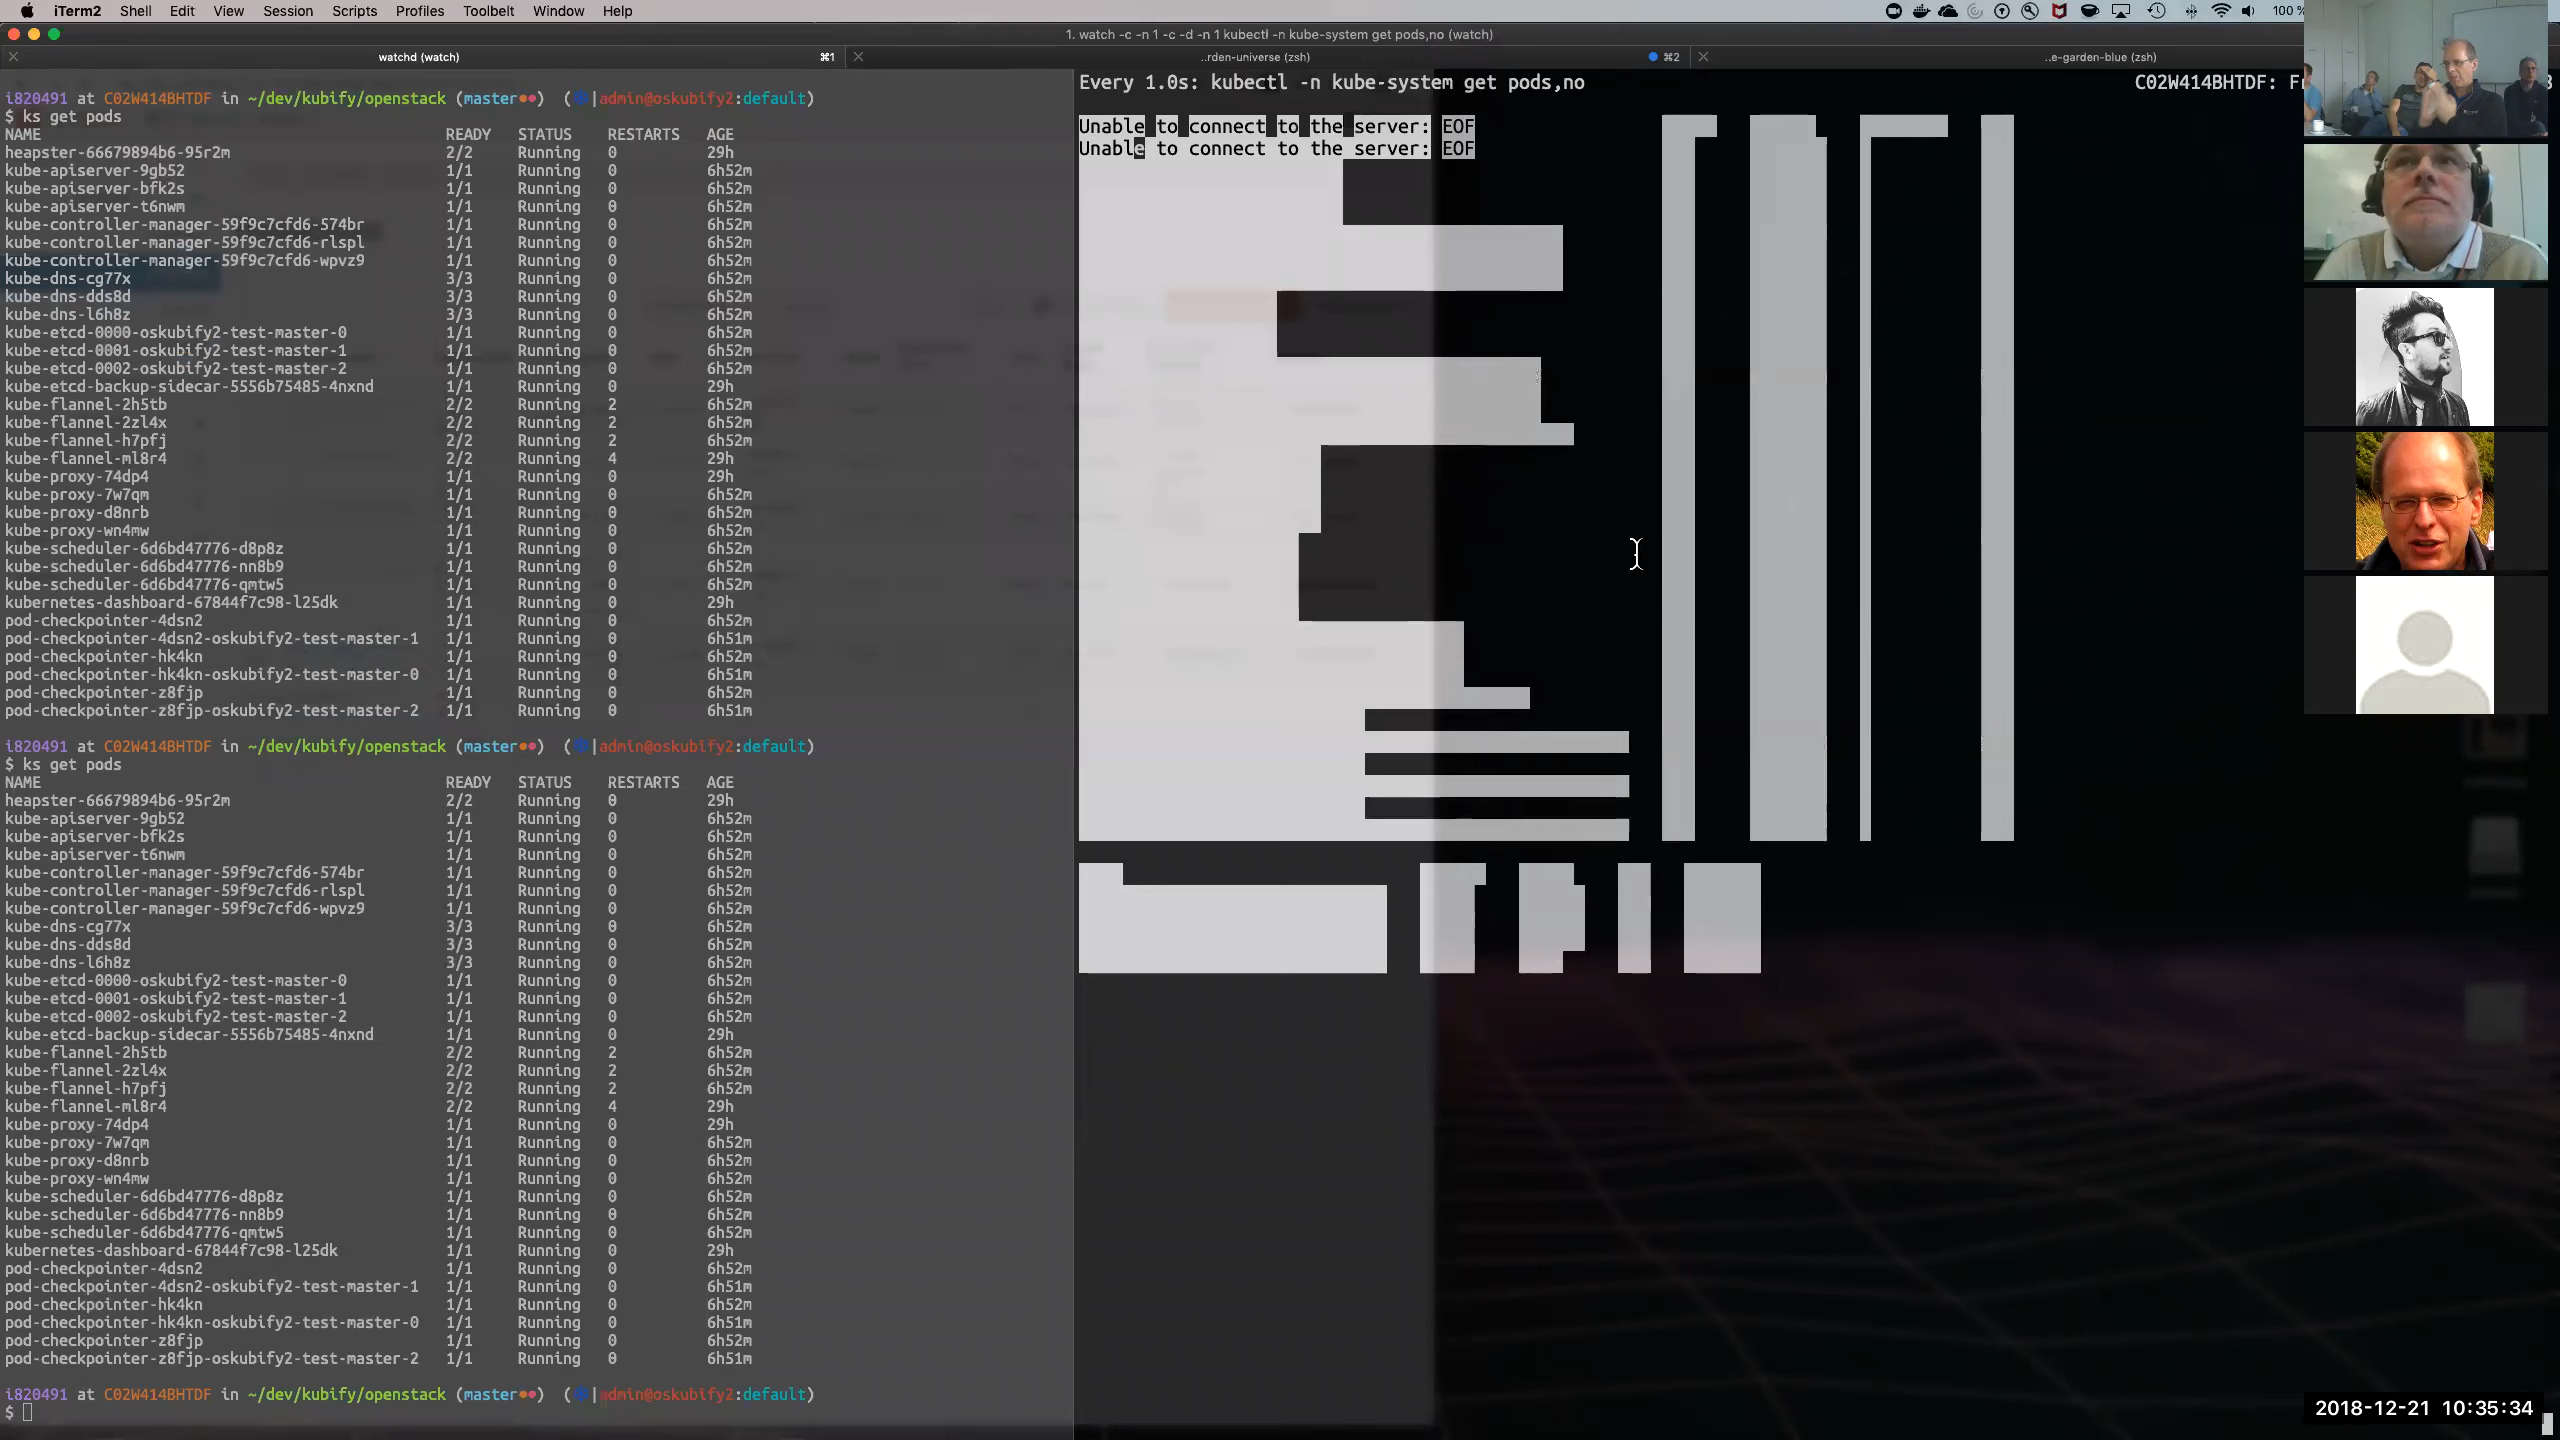 iTerm2 Shell Edit View Session Scripts Profiles Toolbelt Window Help 100 %
1. watch -c -n 1 -c -d -n 1 kubectl -n kube-system get pods,no (watch)
watchd (watch) ⌘1 ..rden-universe (zsh) ⌘2 ..e-garden-blue (zsh)
i820491 at C02W414BHTDF in ~/dev/kubify/openstack (master) (|admin@oskubify2:default)
$ ks get pods
NAME READY STATUS RESTARTS AGE
heapster-66679894b6-95r2m 2/2 Running 0 29h
kube-apiserver-9gb52 1/1 Running 0 6h52m
kube-apiserver-bfk2s 1/1 Running 0 6h52m
kube-apiserver-t6nwm 1/1 Running 0 6h52m
kube-controller-manager-59f9c7cfd6-574br 1/1 Running 0 6h52m
kube-controller-manager-59f9c7cfd6-rlspl 1/1 Running 0 6h52m
kube-controller-manager-59f9c7cfd6-wpvz9 1/1 Running 0 6h52m
kube-dns-cg77x 3/3 Running 0 6h52m
kube-dns-dds8d 3/3 Running 0 6h52m
kube-dns-l6h8z 3/3 Running 0 6h52m
kube-etcd-0000-oskubify2-test-master-0 1/1 Running 0 6h52m
kube-etcd-0001-oskubify2-test-master-1 1/1 Running 0 6h52m
kube-etcd-0002-oskubify2-test-master-2 1/1 Running 0 6h52m
kube-etcd-backup-sidecar-5556b75485-4nxnd 1/1 Running 0 29h
kube-flannel-2h5tb 2/2 Running 2 6h52m
kube-flannel-2zl4x 2/2 Running 2 6h52m
kube-flannel-h7pfj 2/2 Running 2 6h52m
kube-flannel-ml8r4 2/2 Running 4 29h
kube-proxy-74dp4 1/1 Running 0 29h
kube-proxy-7w7qm 1/1 Running 0 6h52m
kube-proxy-d8nrb 1/1 Running 0 6h52m
kube-proxy-wn4mw 1/1 Running 0 6h52m
kube-scheduler-6d6bd47776-d8p8z 1/1 Running 0 6h52m
kube-scheduler-6d6bd47776-nn8b9 1/1 Running 0 6h52m
kube-scheduler-6d6bd47776-qmtw5 1/1 Running 0 6h52m
kubernetes-dashboard-67844f7c98-l25dk 1/1 Running 0 29h
pod-checkpointer-4dsn2 1/1 Running 0 6h52m
pod-checkpointer-4dsn2-oskubify2-test-master-1 1/1 Running 0 6h51m
pod-checkpointer-hk4kn 1/1 Running 0 6h52m
pod-checkpointer-hk4kn-oskubify2-test-master-0 1/1 Running 0 6h51m
pod-checkpointer-z8fjp 1/1 Running 0 6h52m
pod-checkpointer-z8fjp-oskubify2-test-master-2 1/1 Running 0 6h51m
i820491 at C02W414BHTDF in ~/dev/kubify/openstack (master) (|admin@oskubify2:default)
$ ks get pods
NAME READY STATUS RESTARTS AGE
heapster-66679894b6-95r2m 2/2 Running 0 29h
kube-apiserver-9gb52 1/1 Running 0 6h52m
kube-apiserver-bfk2s 1/1 Running 0 6h52m
kube-apiserver-t6nwm 1/1 Running 0 6h52m
kube-controller-manager-59f9c7cfd6-574br 1/1 Running 0 6h52m
kube-controller-manager-59f9c7cfd6-rlspl 1/1 Running 0 6h52m
kube-controller-manager-59f9c7cfd6-wpvz9 1/1 Running 0 6h52m
kube-dns-cg77x 3/3 Running 0 6h52m
kube-dns-dds8d 3/3 Running 0 6h52m
kube-dns-l6h8z 3/3 Running 0 6h52m
kube-etcd-0000-oskubify2-test-master-0 1/1 Running 0 6h52m
kube-etcd-0001-oskubify2-test-master-1 1/1 Running 0 6h52m
kube-etcd-0002-oskubify2-test-master-2 1/1 Running 0 6h52m
kube-etcd-backup-sidecar-5556b75485-4nxnd 1/1 Running 0 29h
kube-flannel-2h5tb 2/2 Running 2 6h52m
kube-flannel-2zl4x 2/2 Running 2 6h52m
kube-flannel-h7pfj 2/2 Running 2 6h52m
kube-flannel-ml8r4 2/2 Running 4 29h
kube-proxy-74dp4 1/1 Running 0 29h
kube-proxy-7w7qm 1/1 Running 0 6h52m
kube-proxy-d8nrb 1/1 Running 0 6h52m
kube-proxy-wn4mw 1/1 Running 0 6h52m
kube-scheduler-6d6bd47776-d8p8z 1/1 Running 0 6h52m
kube-scheduler-6d6bd47776-nn8b9 1/1 Running 0 6h52m
kube-scheduler-6d6bd47776-qmtw5 1/1 Running 0 6h52m
kubernetes-dashboard-67844f7c98-l25dk 1/1 Running 0 29h
pod-checkpointer-4dsn2 1/1 Running 0 6h52m
pod-checkpointer-4dsn2-oskubify2-test-master-1 1/1 Running 0 6h51m
pod-checkpointer-hk4kn 1/1 Running 0 6h52m
pod-checkpointer-hk4kn-oskubify2-test-master-0 1/1 Running 0 6h51m
pod-checkpointer-z8fjp 1/1 Running 0 6h52m
pod-checkpointer-z8fjp-oskubify2-test-master-2 1/1 Running 0 6h51m
i820491 at C02W414BHTDF in ~/dev/kubify/openstack (master) (|admin@oskubify2:default)
$
Every 1.0s: kubectl -n kube-system get pods,no C02W414BHTDF:
Unable to connect to the server: EOF
Unable to connect to the server: EOF
2018-12-21 10:35:34